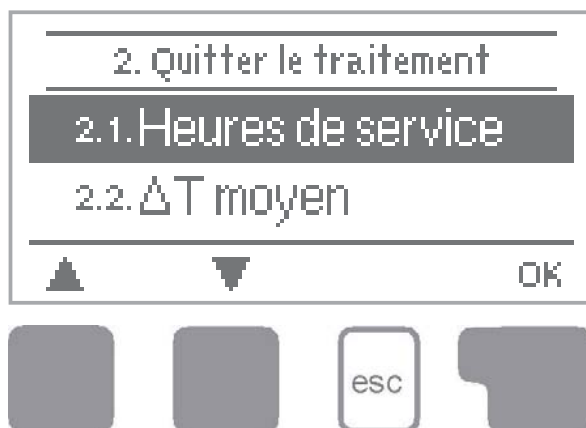 2. Quitter le traitement
2.1. Heures de service
2.2. ΔT moyen
OK
esc